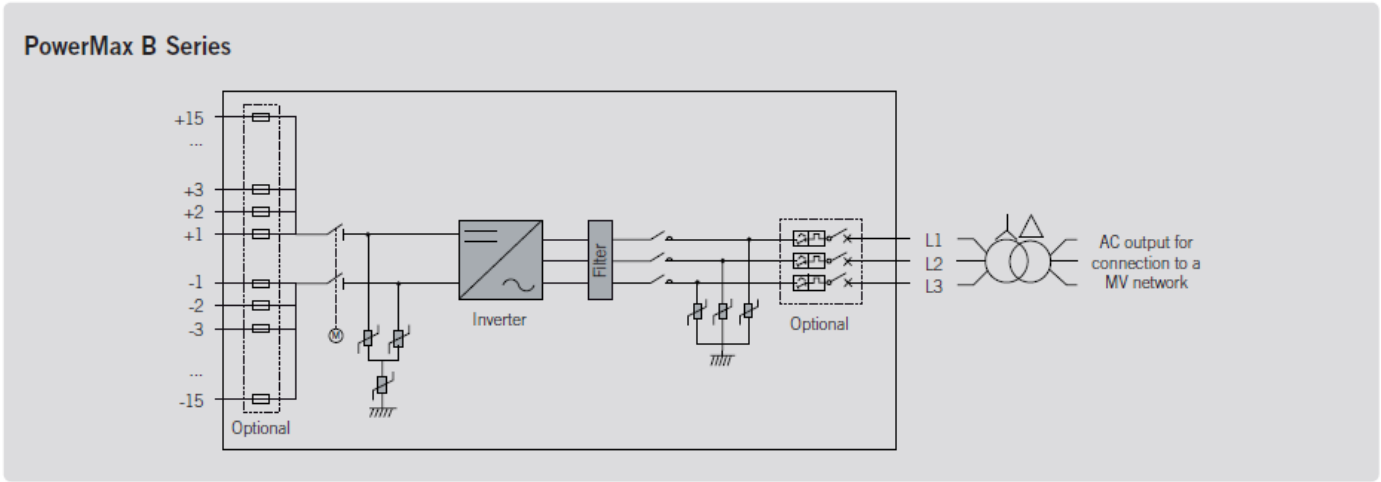 PowerMax B Series
+15
...
+3
+2
+1
-1
-2
-3
...
-15
Optional
M
Inverter
Filter
Optional
L1
L2
L3
AC output for
connection to a
MV network